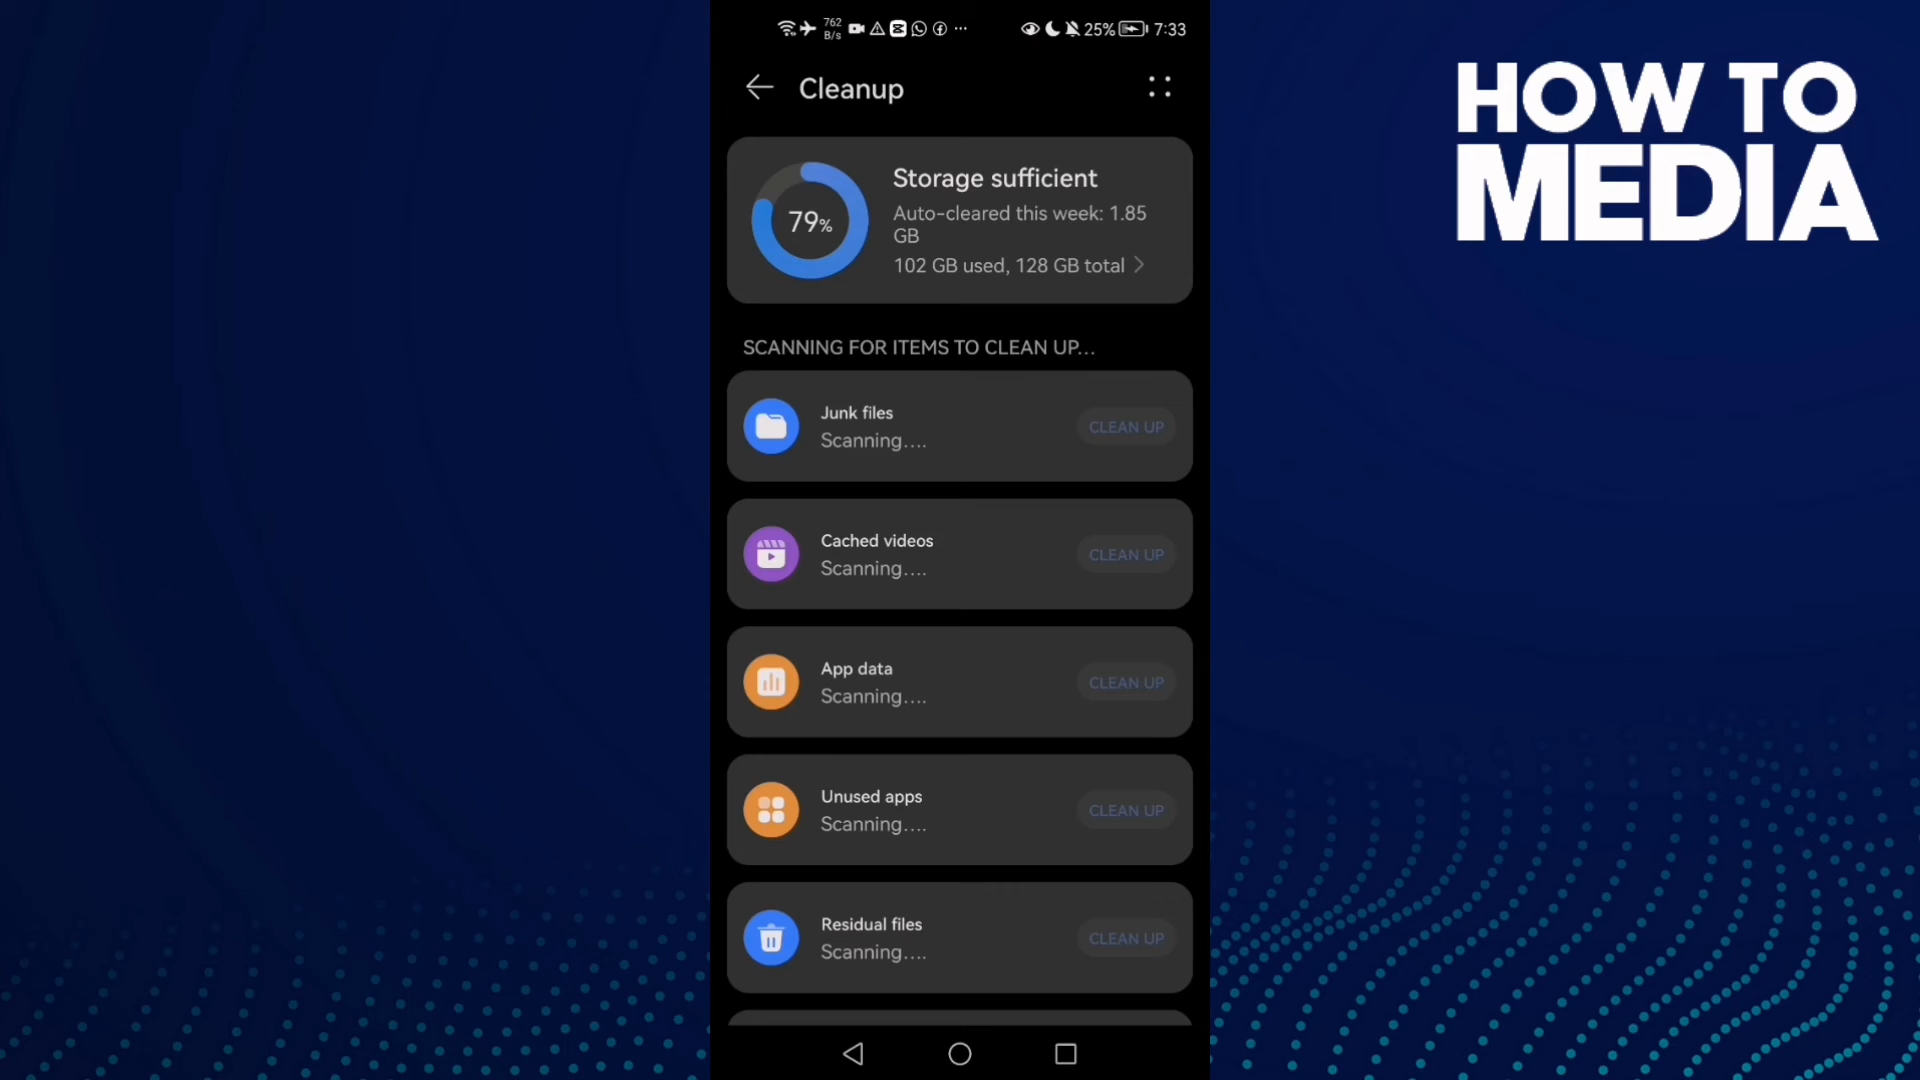 762
B/s
25%
7:33
Cleanup
HOW TO
MEDIA
79%
Storage sufficient
Auto-cleared this week: 1.85
GB
102 GB used, 128 GB total
SCANNING FOR ITEMS TO CLEAN UP...
Junk files
Scanning....
CLEAN UP
Cached videos
Scanning....
CLEAN UP
App data
Scanning....
CLEAN UP
Unused apps
Scanning....
CLEAN UP
Residual files
Scanning....
CLEAN UP